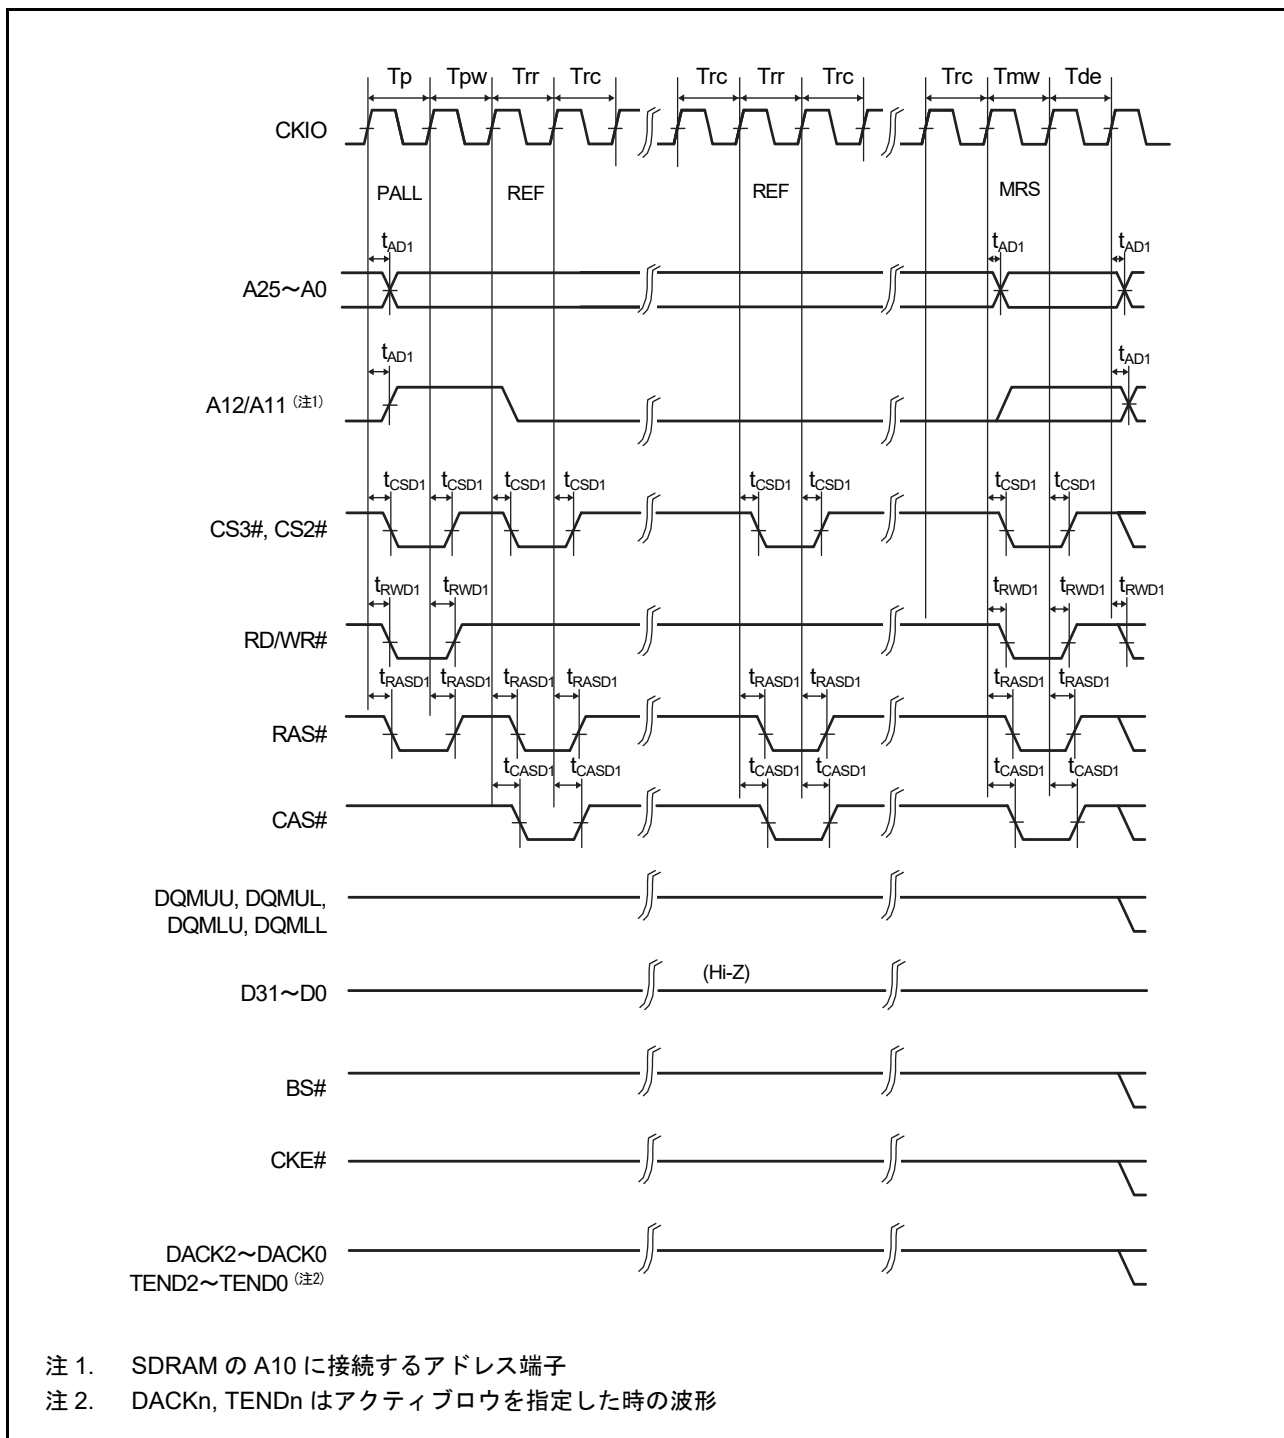 Tp Tpw Trr Trc Trc Trr Trc Trc Tmw Tde
CKIO
PALL REF REF MRS
tAD1 tAD1 tAD1
A25～A0
tAD1 tAD1
A12/A11 (注1)
tCSD1 tCSD1 tCSD1 tCSD1 tCSD1 tCSD1 tCSD1 tCSD1
CS3#, CS2#
tRWD1 tRWD1 tRWD1 tRWD1 tRWD1
RD/WR#
tRASD1 tRASD1 tRASD1 tRASD1 tRASD1 tRASD1 tRASD1 tRASD1
RAS#
tCASD1 tCASD1 tCASD1 tCASD1 tCASD1 tCASD1
CAS#
DQMUU, DQMUL,
DQMLU, DQMLL
(Hi-Z)
D31～D0
BS#
CKE#
DACK2～DACK0
TEND2～TEND0 (注2)
注 1. SDRAM の A10 に接続するアドレス端子
注 2. DACKn, TENDn はアクティブロウを指定した時の波形